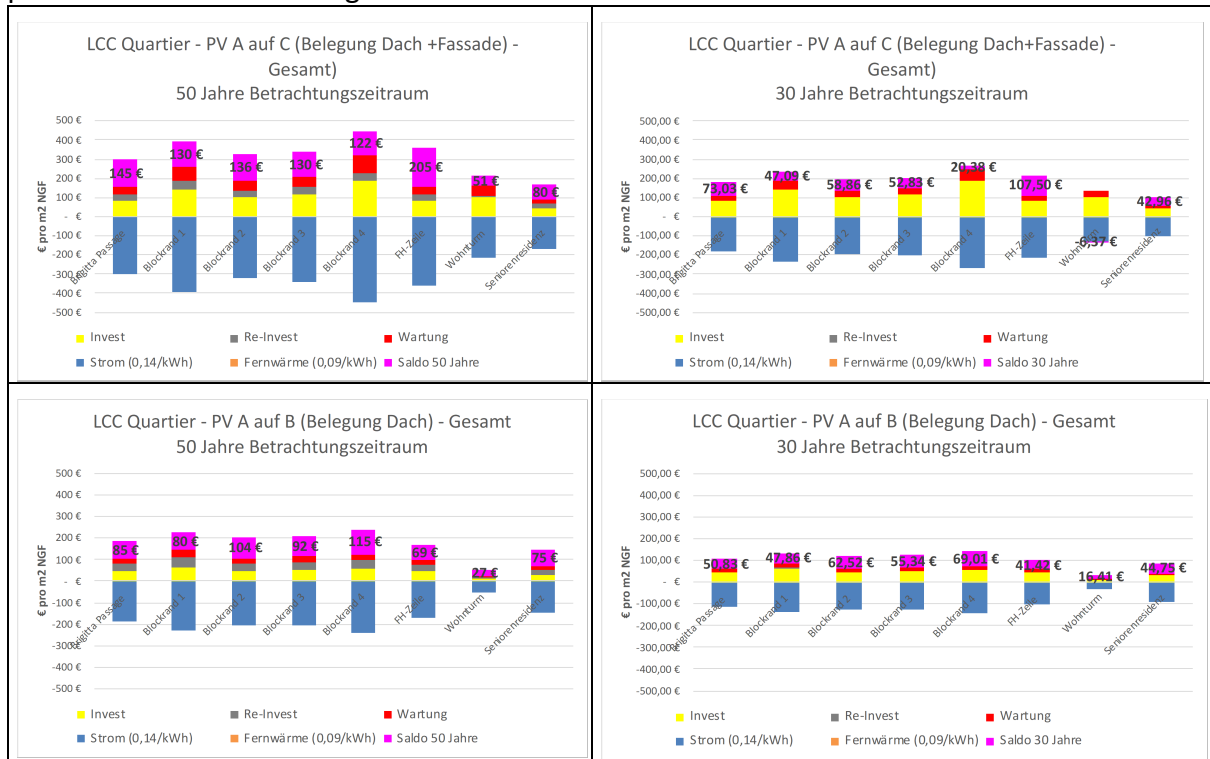 LCC Quartier - PV A auf C (Belegung Dach +Fassade) -
Gesamt)
50 Jahre Betrachtungszeitraum
500 €
400 €
300 €
200 €
100 €
- €
-100 €
-200 €
-300 €
-400 €
-500 €
€ pro m2 NGF
145 €
130 €
136 €
130 €
122 €
205 €
51 €
80 €
Brigitta Passage
Blockrand 1
Blockrand 2
Blockrand 3
Blockrand 4
FH-Zeile
Wohnturm
Seniorenresidenz
Invest
Re-Invest
Wartung
Strom (0,14/kWh)
Fernwärme (0,09/kWh)
Saldo 50 Jahre
LCC Quartier - PV A auf C (Belegung Dach+Fassade) -
Gesamt)
30 Jahre Betrachtungszeitraum
500,00 €
400,00 €
300,00 €
200,00 €
100,00 €
- €
-100,00 €
-200,00 €
-300,00 €
-400,00 €
-500,00 €
€ pro m2 NGF
73,03 €
47,09 €
58,86 €
52,83 €
20,38 €
107,50 €
-6,37 €
42,96 €
Brigitta Passage
Blockrand 1
Blockrand 2
Blockrand 3
Blockrand 4
FH-Zeile
Wohnturm
Seniorenresidenz
Invest
Re-Invest
Wartung
Strom (0,14/kWh)
Fernwärme (0,09/kWh)
Saldo 30 Jahre
LCC Quartier - PV A auf B (Belegung Dach) - Gesamt
50 Jahre Betrachtungszeitraum
500 €
400 €
300 €
200 €
100 €
- €
-100 €
-200 €
-300 €
-400 €
-500 €
€ pro m2 NGF
85 €
80 €
104 €
92 €
115 €
69 €
27 €
75 €
Brigitta Passage
Blockrand 1
Blockrand 2
Blockrand 3
Blockrand 4
FH-Zeile
Wohnturm
Seniorenresidenz
Invest
Re-Invest
Wartung
Strom (0,14/kWh)
Fernwärme (0,09/kWh)
Saldo 50 Jahre
LCC Quartier - PV A auf B (Belegung Dach) - Gesamt
30 Jahre Betrachtungszeitraum
500,00 €
400,00 €
300,00 €
200,00 €
100,00 €
- €
-100,00 €
-200,00 €
-300,00 €
-400,00 €
-500,00 €
€ pro m2 NGF
50,83 €
47,86 €
62,52 €
55,34 €
69,01 €
41,42 €
16,41 €
44,75 €
Brigitta Passage
Blockrand 1
Blockrand 2
Blockrand 3
Blockrand 4
FH-Zeile
Wohnturm
Seniorenresidenz
Invest
Re-Invest
Wartung
Strom (0,14/kWh)
Fernwärme (0,09/kWh)
Saldo 30 Jahre